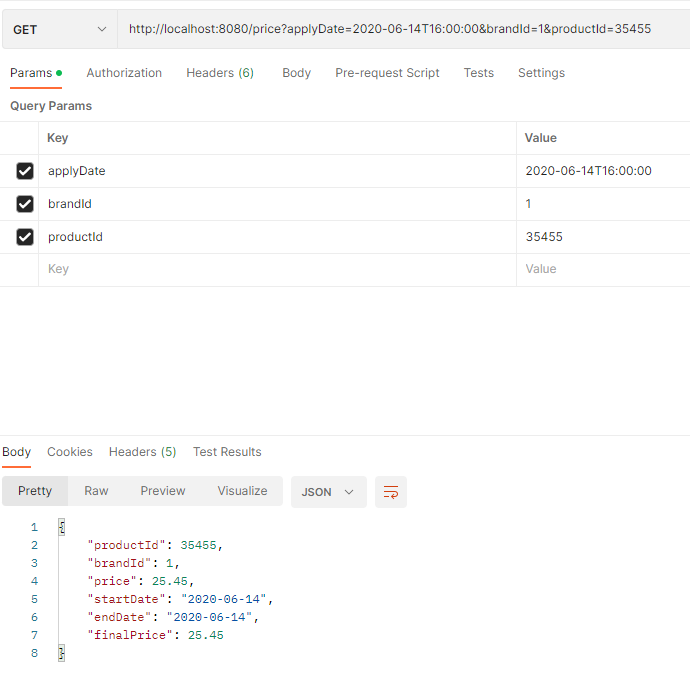 GET http://localhost:8080/price?applyDate=2020-06-14T16:00:00&brandId=1&productId=35455
Params Authorization Headers (6) Body Pre-request Script Tests Settings
Query Params
Key Value
applyDate 2020-06-14T16:00:00
brandId 1
productId 35455
Key Value
Body Cookies Headers (5) Test Results
Pretty Raw Preview Visualize JSON
1 {
2 "productId": 35455,
3 "brandId": 1,
4 "price": 25.45,
5 "startDate": "2020-06-14",
6 "endDate": "2020-06-14",
7 "finalPrice": 25.45
8 }